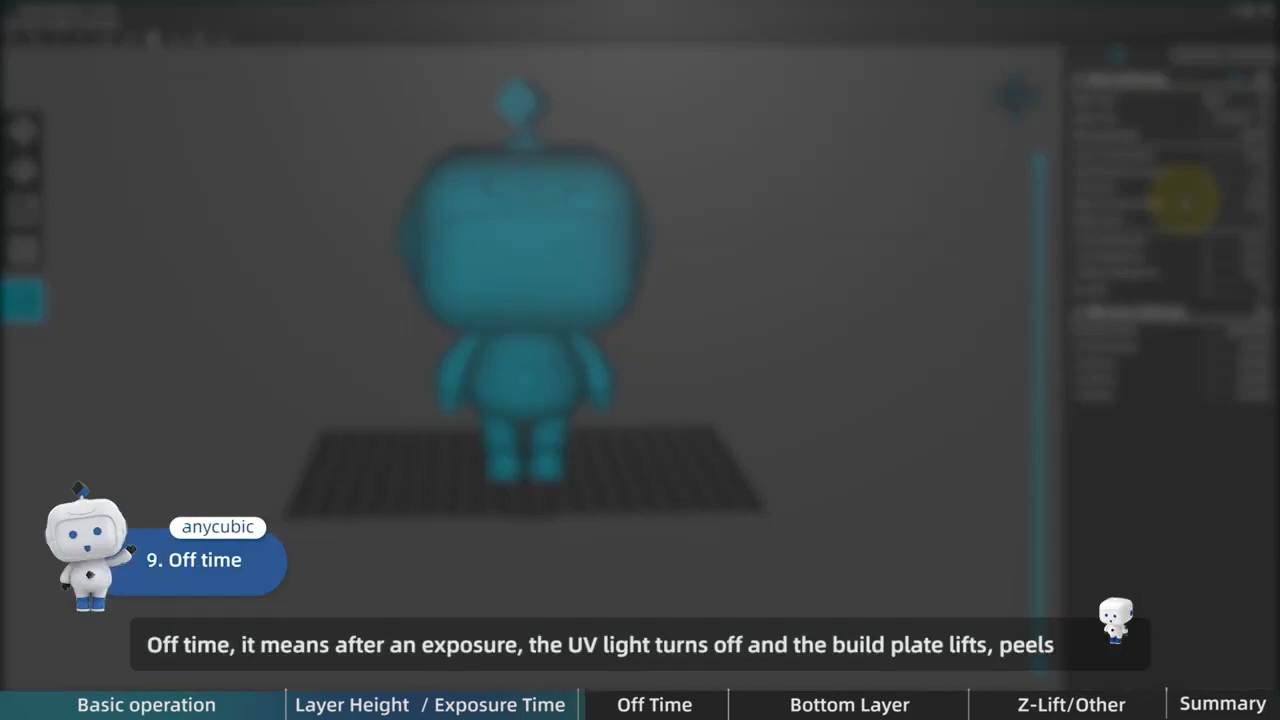 anycubic
9. Off time
Off time, it means after an exposure, the UV light turns off and the build plate lifts, peels
Basic operation
Layer Height / Exposure Time
Off Time
Bottom Layer
Z-Lift/Other
Summary